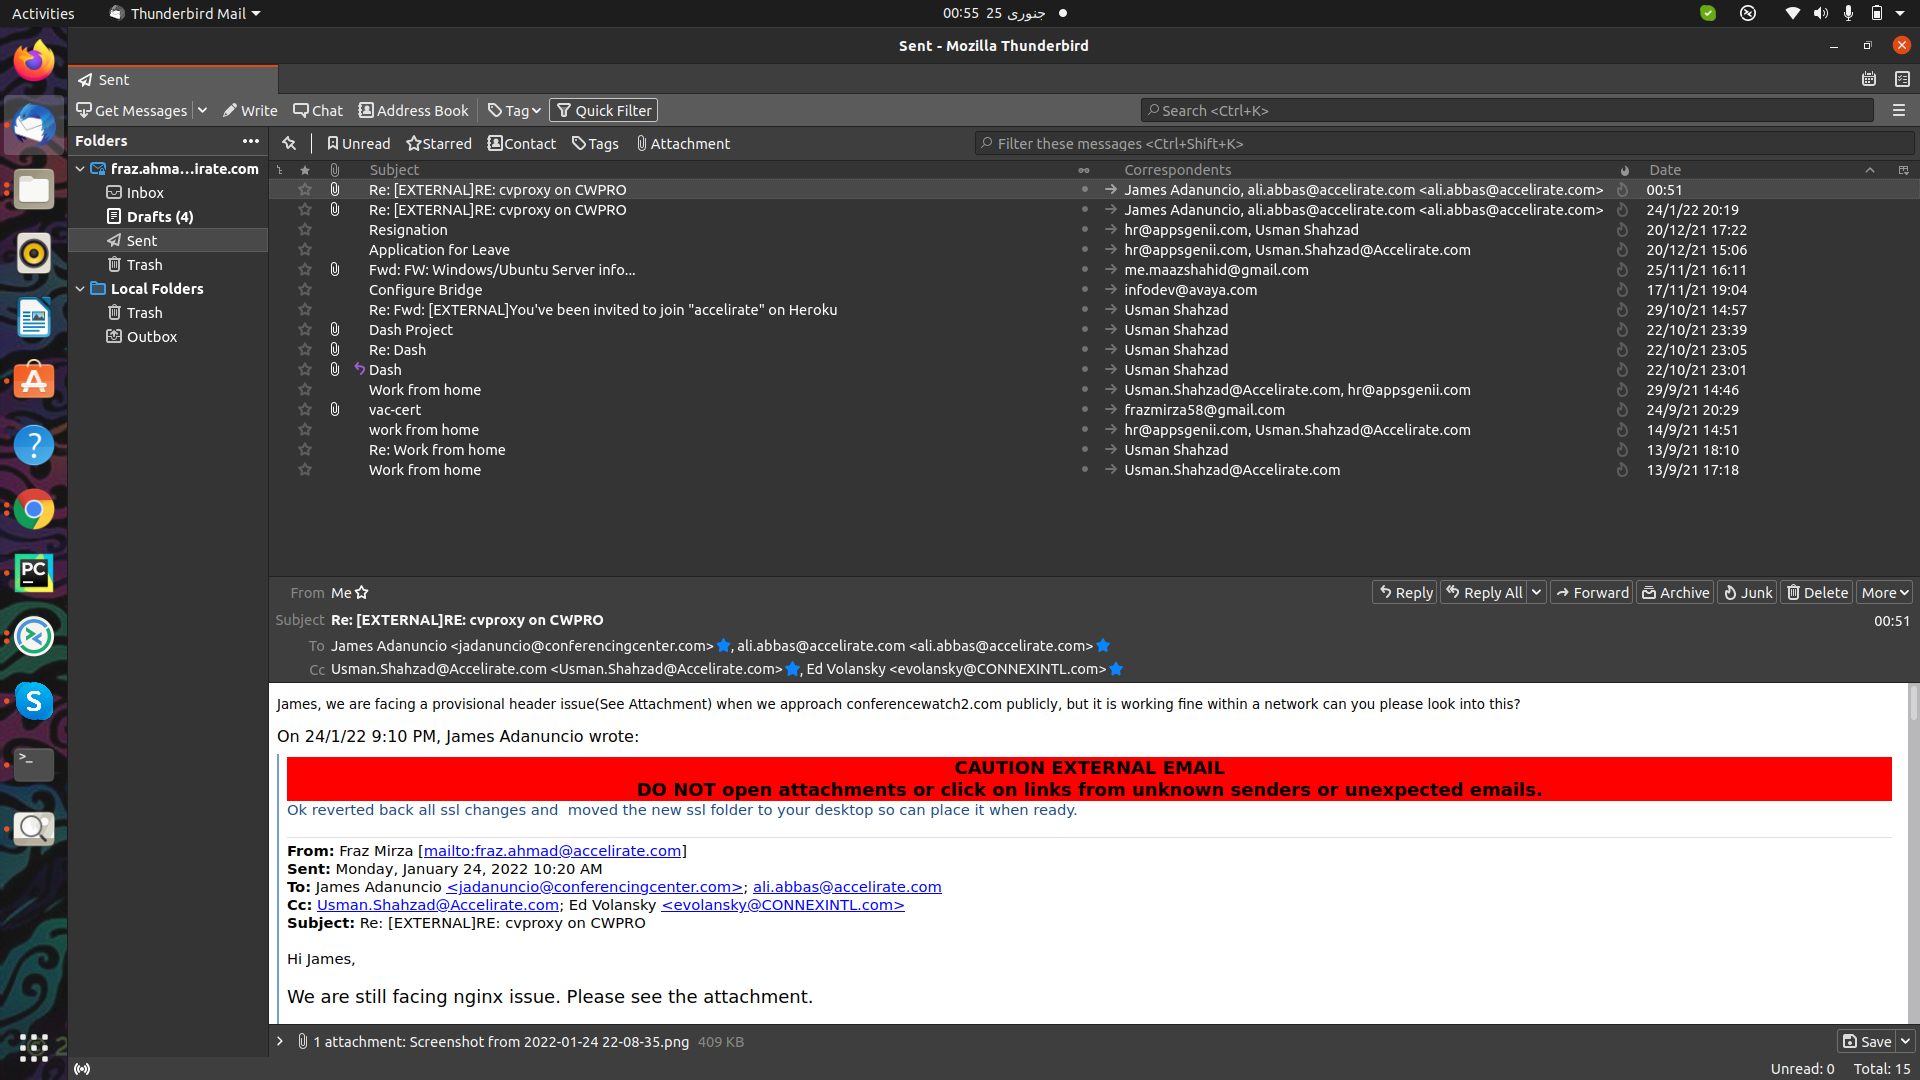 Activities
Thunderbird Mail
00:55 25 جنوری
Sent - Mozilla Thunderbird
Sent
Get Messages
Write
Chat
Address Book
Tag
Quick Filter
Search <Ctrl+K>
Folders
Unread
Starred
Contact
Tags
Attachment
Filter these messages <Ctrl+Shift+K>
fraz.ahma...irate.com
Inbox
Drafts (4)
Sent
Trash
Local Folders
Trash
Outbox
Subject Correspondents Date
Re: [EXTERNAL]RE: cvproxy on CWPRO James Adanuncio, ali.abbas@accelirate.com <ali.abbas@accelirate.com> 00:51
Re: [EXTERNAL]RE: cvproxy on CWPRO James Adanuncio, ali.abbas@accelirate.com <ali.abbas@accelirate.com> 24/1/22 20:19
Resignation hr@appsgenii.com, Usman Shahzad 20/12/21 17:22
Application for Leave hr@appsgenii.com, Usman.Shahzad@Accelirate.com 20/12/21 15:06
Fwd: FW: Windows/Ubuntu Server info... me.maazshahid@gmail.com 25/11/21 16:11
Configure Bridge infodev@avaya.com 17/11/21 19:04
Re: Fwd: [EXTERNAL]You've been invited to join "accelirate" on Heroku Usman Shahzad 29/10/21 14:57
Dash Project Usman Shahzad 22/10/21 23:39
Re: Dash Usman Shahzad 22/10/21 23:05
Dash Usman Shahzad 22/10/21 23:01
Work from home Usman.Shahzad@Accelirate.com, hr@appsgenii.com 29/9/21 14:46
vac-cert frazmirza58@gmail.com 24/9/21 20:29
work from home hr@appsgenii.com, Usman.Shahzad@Accelirate.com 14/9/21 14:51
Re: Work from home Usman Shahzad 13/9/21 18:10
Work from home Usman.Shahzad@Accelirate.com 13/9/21 17:18
From Me
Reply
Reply All
Forward
Archive
Junk
Delete
More
Subject Re: [EXTERNAL]RE: cvproxy on CWPRO 00:51
To James Adanuncio <jadanuncio@conferencingcenter.com>, ali.abbas@accelirate.com <ali.abbas@accelirate.com>
Cc Usman.Shahzad@Accelirate.com <Usman.Shahzad@Accelirate.com>, Ed Volansky <evolansky@CONNEXINTL.com>
James, we are facing a provisional header issue(See Attachment) when we approach conferencewatch2.com publicly, but it is working fine within a network can you please look into this?
On 24/1/22 9:10 PM, James Adanuncio wrote:
CAUTION EXTERNAL EMAIL
DO NOT open attachments or click on links from unknown senders or unexpected emails.
Ok reverted back all ssl changes and  moved the new ssl folder to your desktop so can place it when ready.
From: Fraz Mirza [mailto:fraz.ahmad@accelirate.com]
Sent: Monday, January 24, 2022 10:20 AM
To: James Adanuncio <jadanuncio@conferencingcenter.com>; ali.abbas@accelirate.com
Cc: Usman.Shahzad@Accelirate.com; Ed Volansky <evolansky@CONNEXINTL.com>
Subject: Re: [EXTERNAL]RE: cvproxy on CWPRO
Hi James,
We are still facing nginx issue. Please see the attachment.
1 attachment: Screenshot from 2022-01-24 22-08-35.png 409 KB
Save
Unread: 0 Total: 15
PC
S